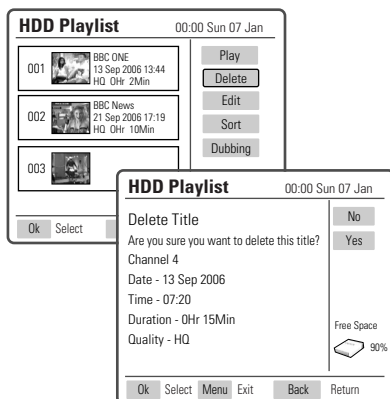 HDD Playlist 00:00 Sun 07 Jan
001
BBC ONE
13 Sep 2006 13:44
HQ 0Hr 2Min
002
BBC News
21 Sep 2006 17:19
HQ 0Hr 10Min
003
Play
Delete
Edit
Sort
Dubbing
Ok Select
HDD Playlist 00:00 Sun 07 Jan
Delete Title
Are you sure you want to delete this title?
Channel 4
Date - 13 Sep 2006
Time - 07:20
Duration - 0Hr 15Min
Quality - HQ
No
Yes
Free Space
90%
Ok Select Menu Exit Back Return